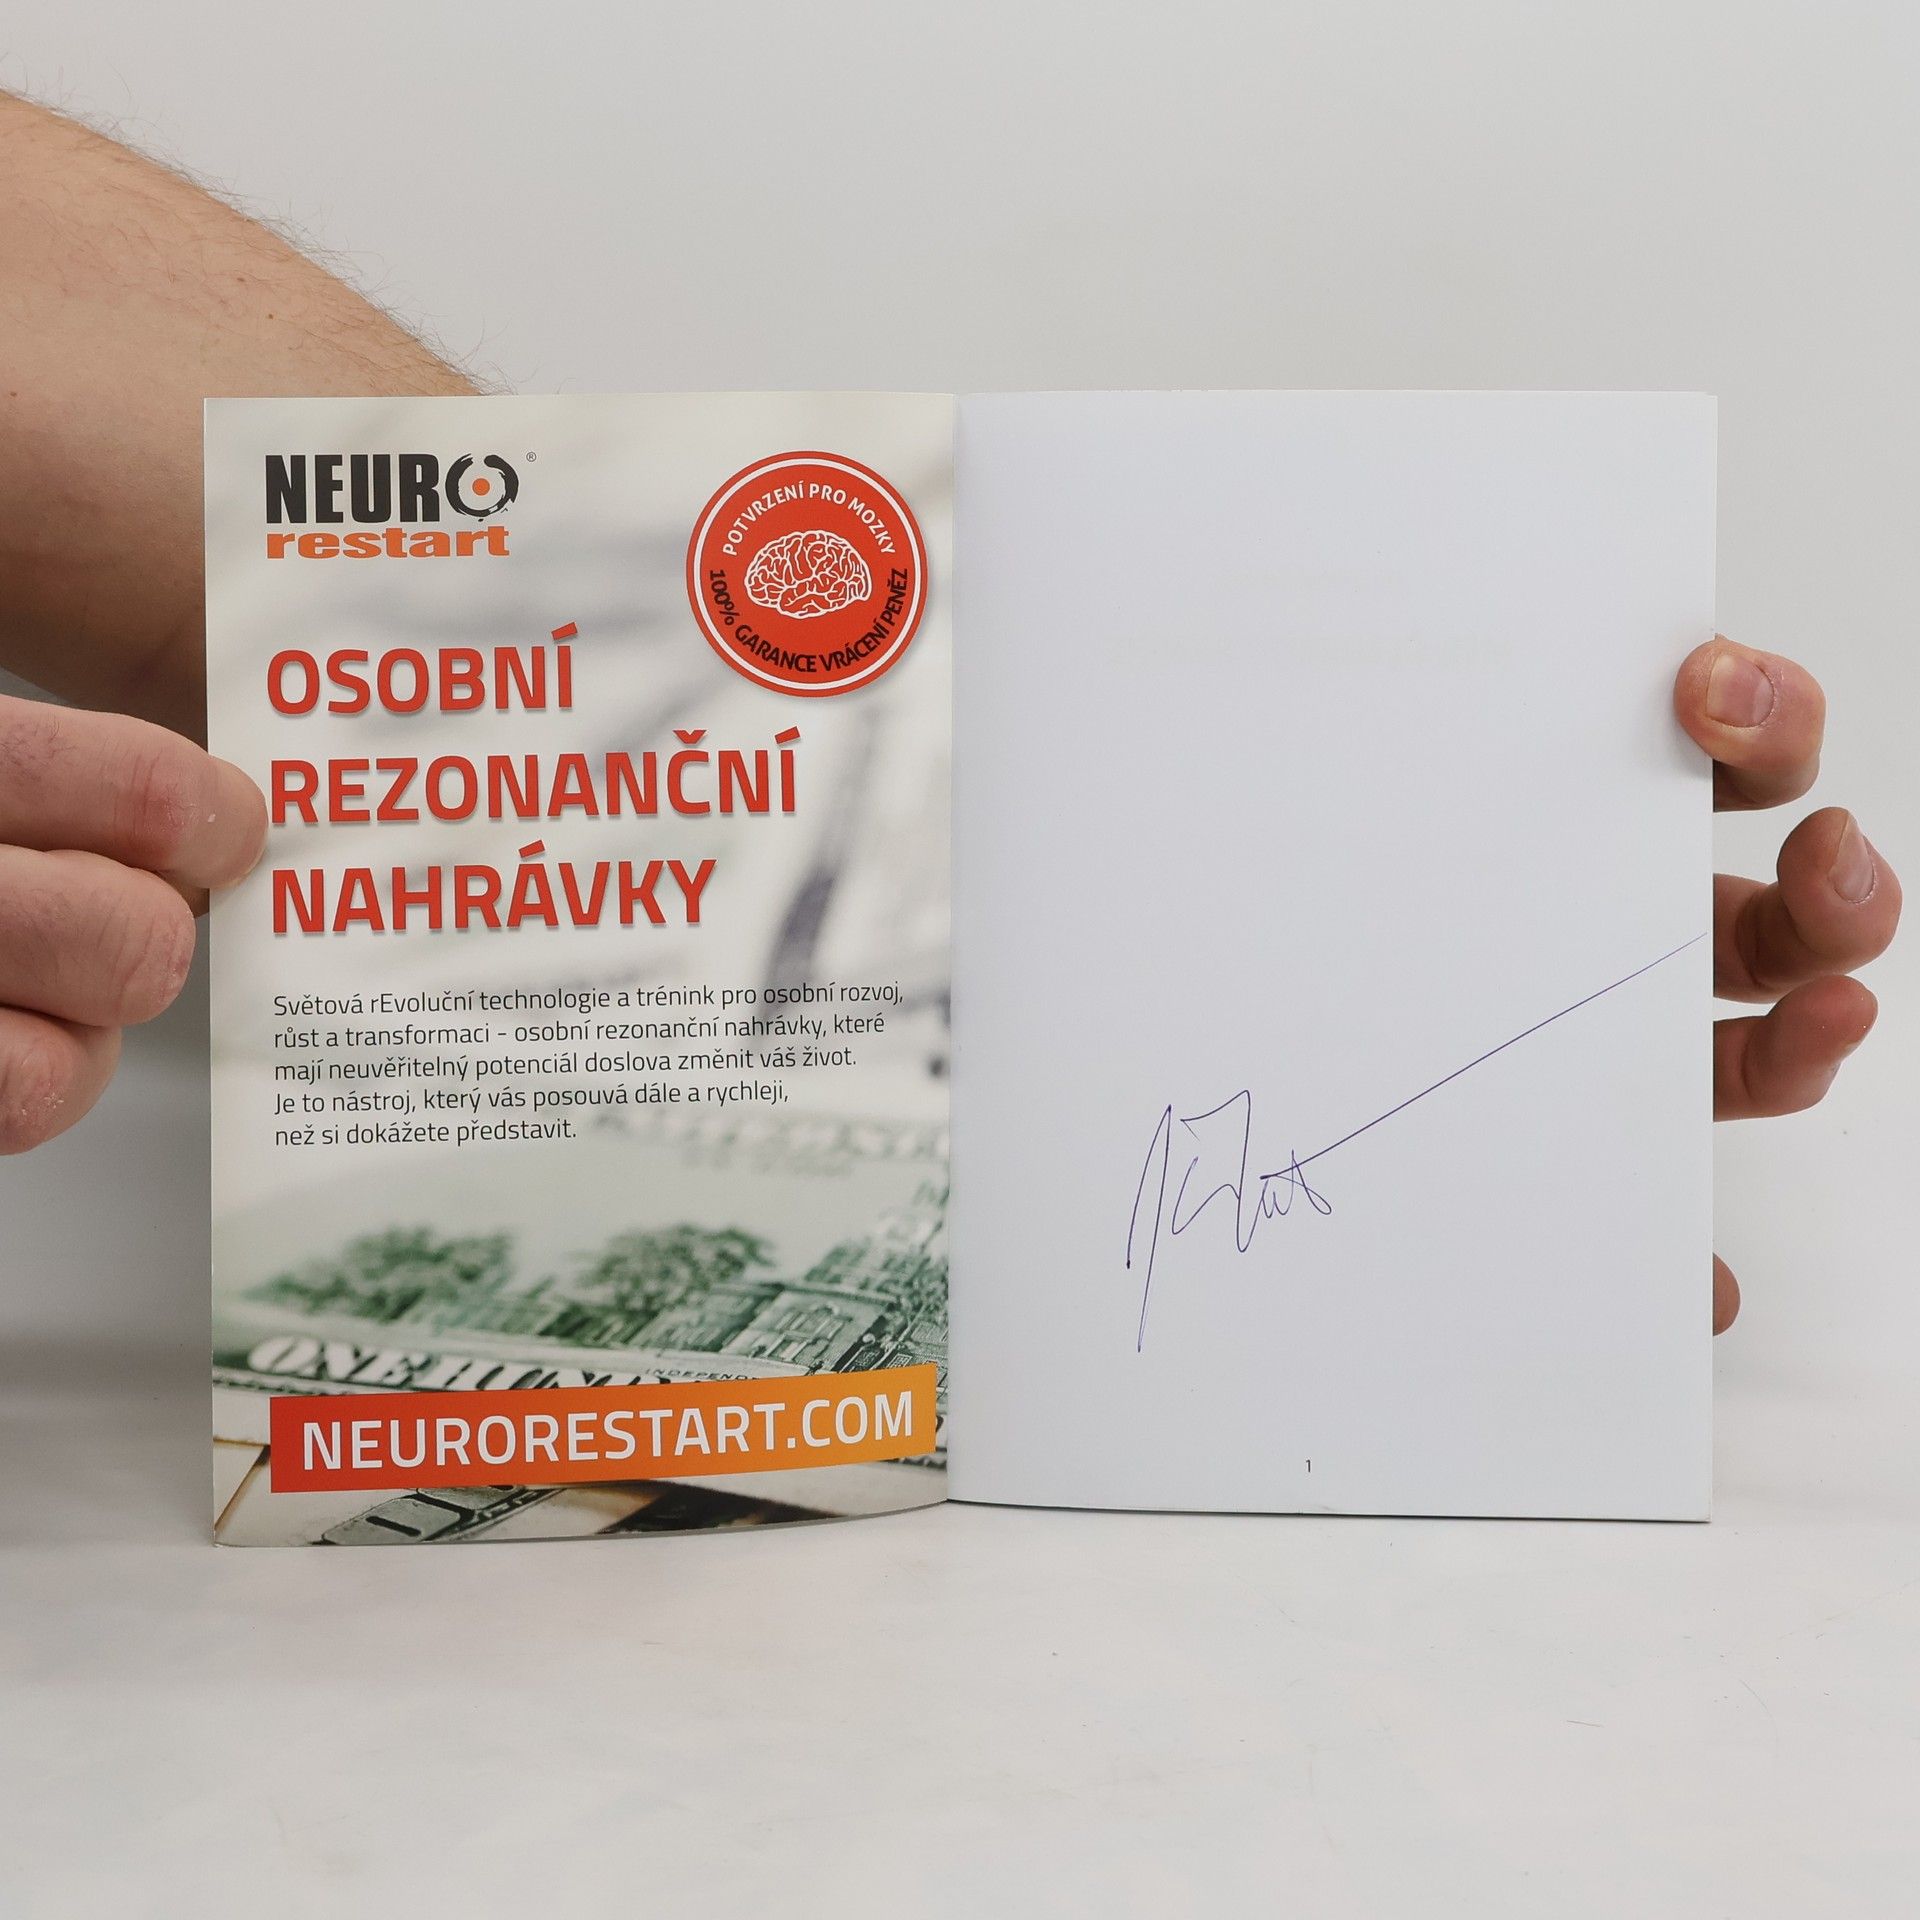 NEURO®
restart
POTVRZENÍ PRO MOZKY
100% GARANCE VRÁCENÍ PENĚZ
OSOBNÍ
REZONANČNÍ
NAHRÁVKY
Světová rEvoluční technologie a trénink pro osobní rozvoj,
růst a transformaci - osobní rezonanční nahrávky, které
mají neuvěřitelný potenciál doslova změnit váš život.
Je to nástroj, který vás posouvá dále a rychleji,
než si dokážete představit.
ONE
NEURORESTART.COM
1